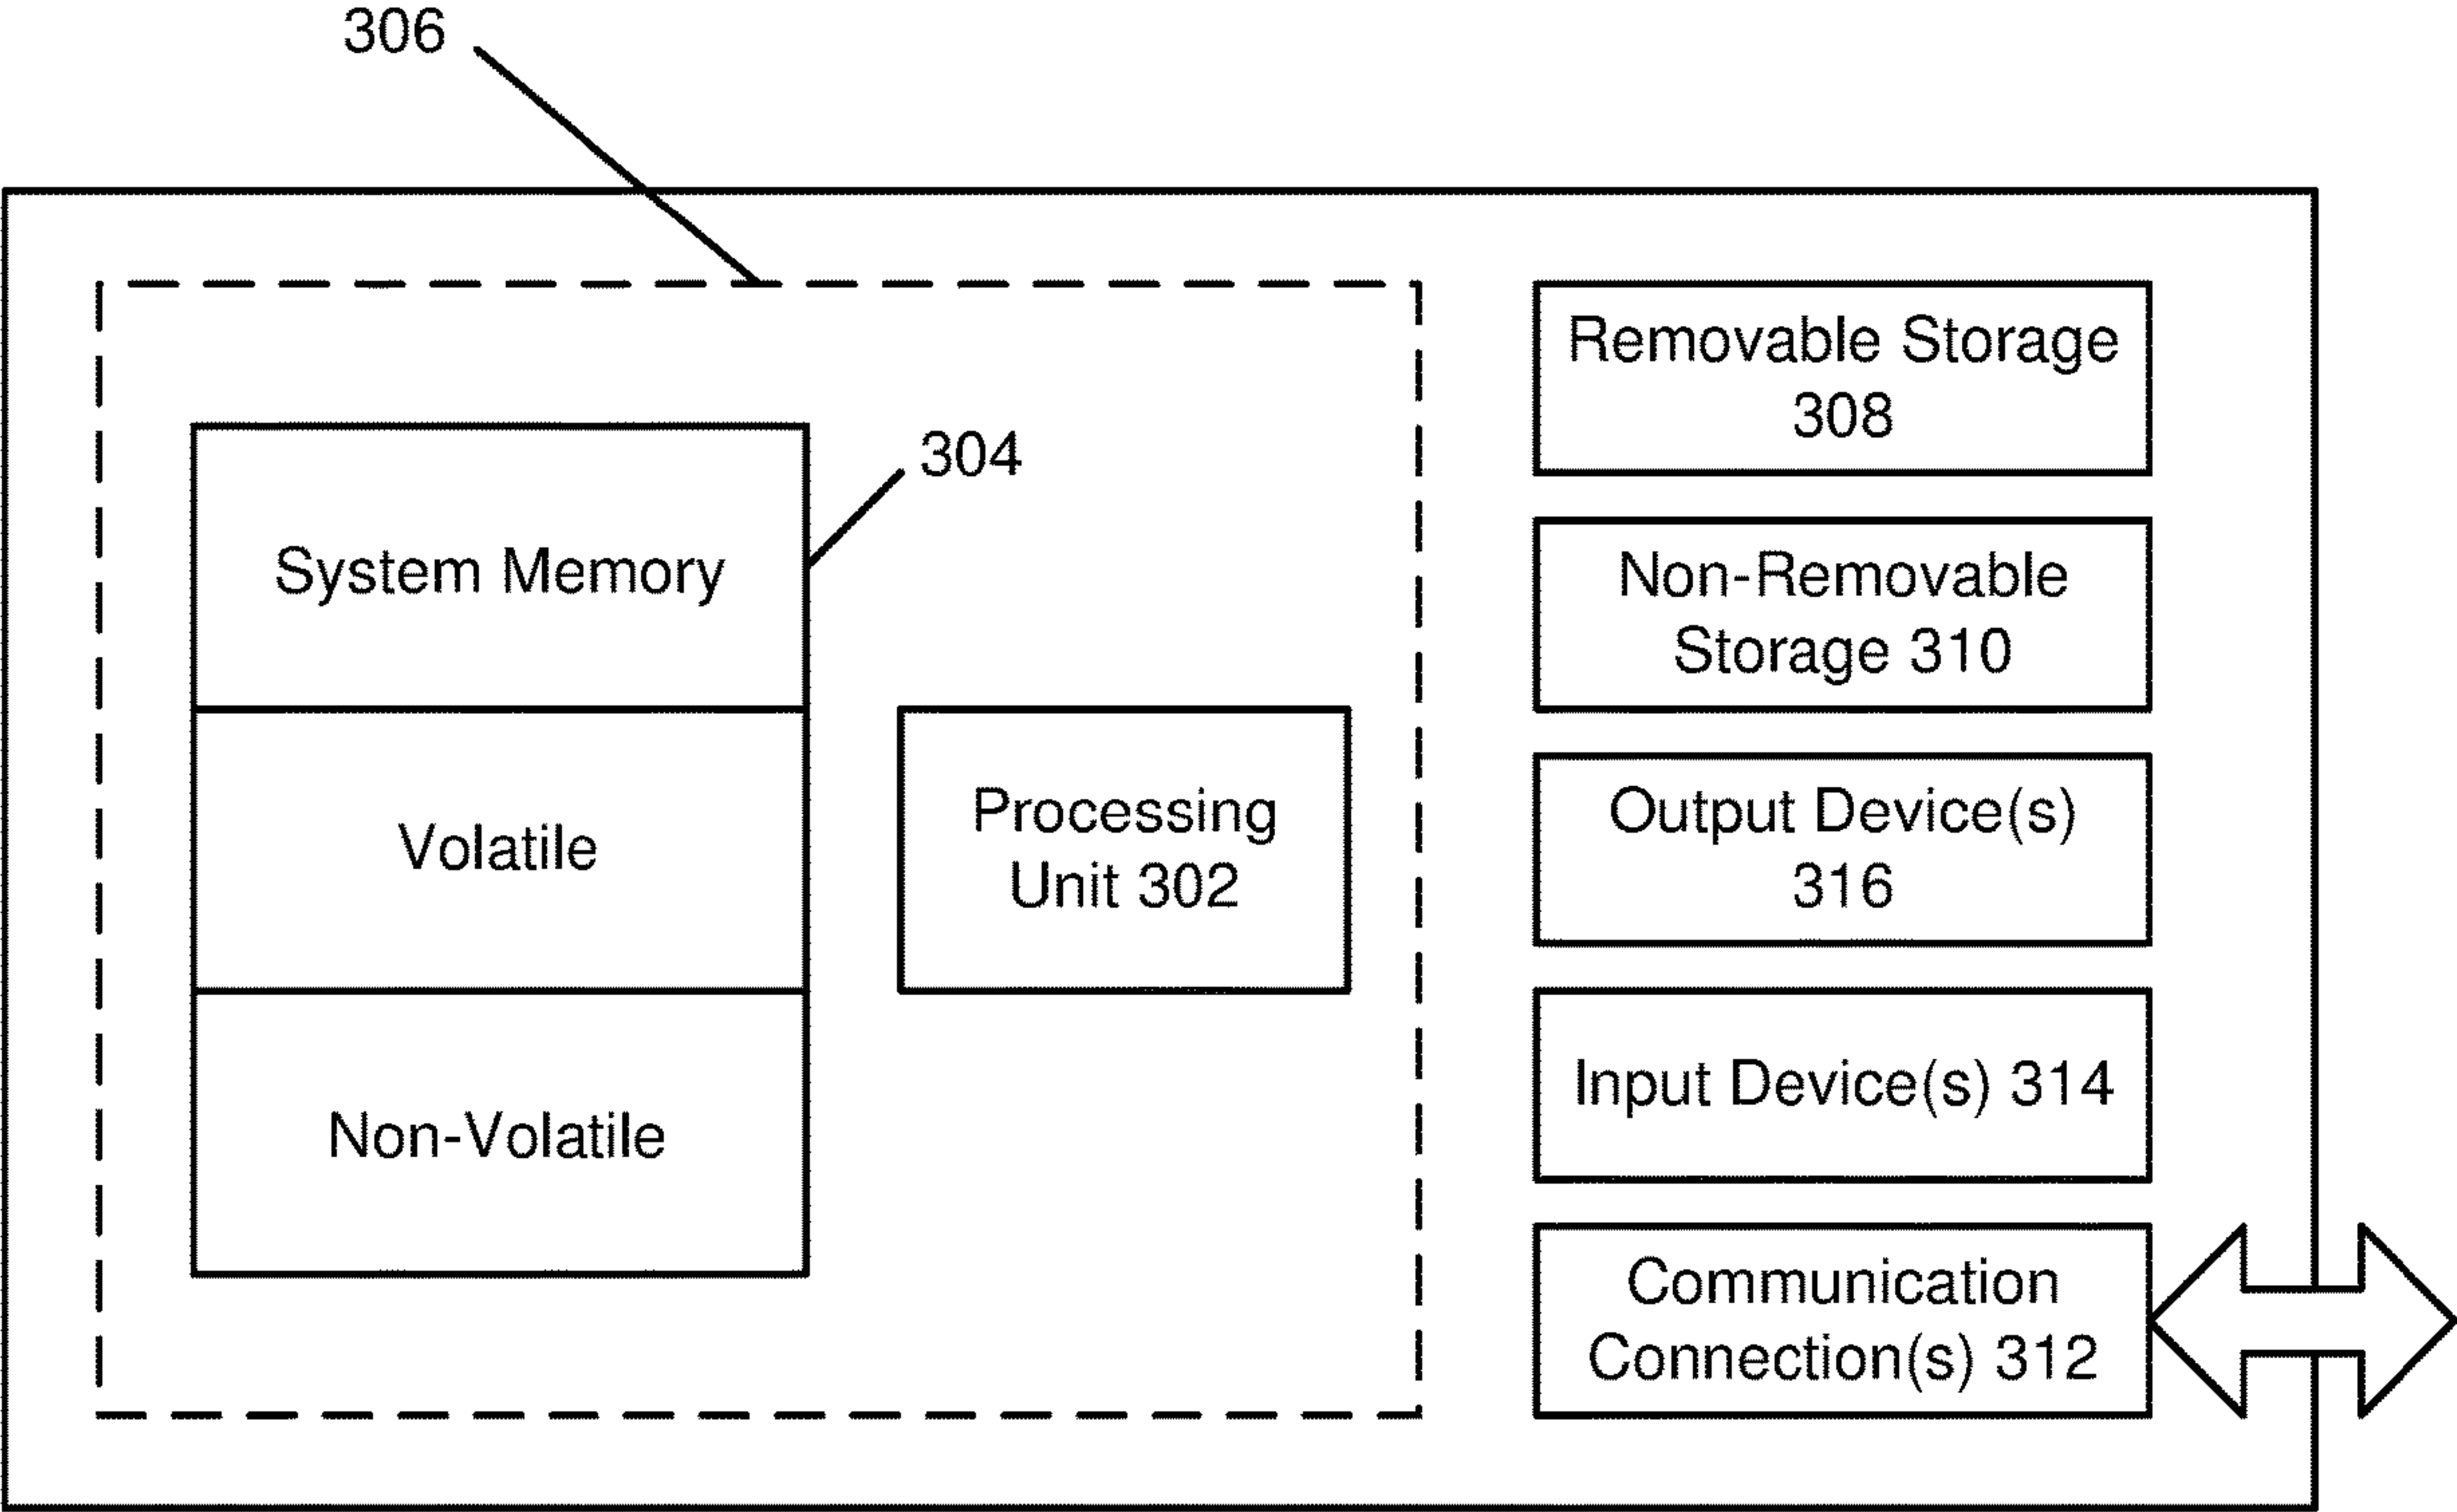 306
304
System Memory
Volatile
Non-Volatile
Processing
Unit 302
Removable Storage
308
Non-Removable
Storage 310
Output Device(s)
316
Input Device(s) 314
Communication
Connection(s) 312